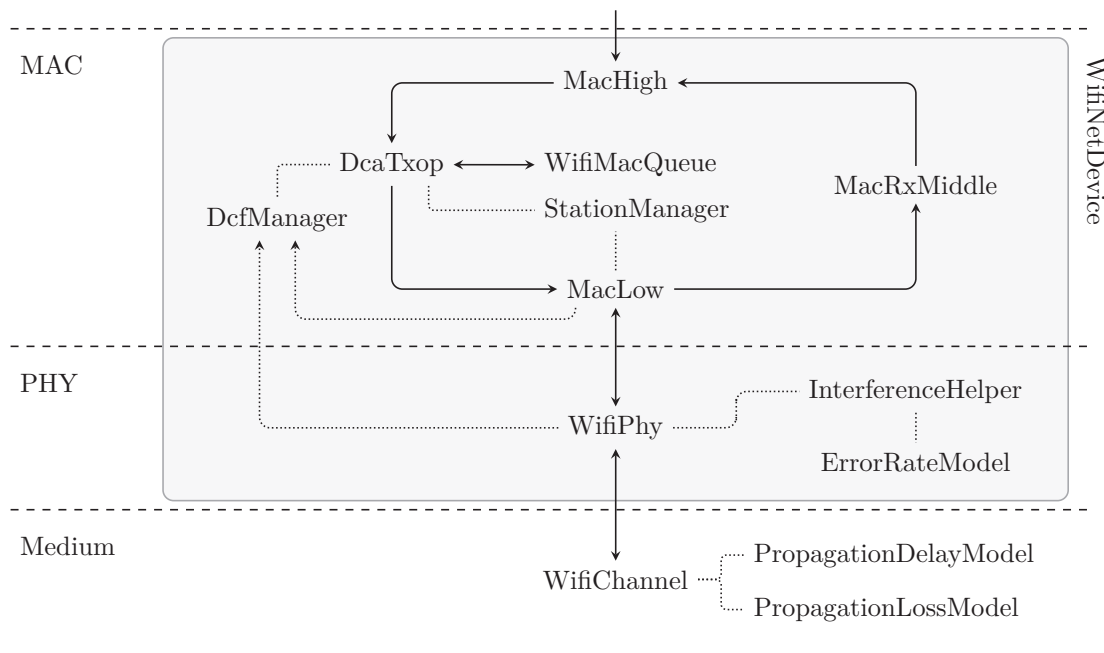 MAC
MacHigh
WifiNetDevice
DcaTxop
WifiMacQueue
MacRxMiddle
DcfManager
StationManager
MacLow
PHY
InterferenceHelper
WifiPhy
ErrorRateModel
Medium
PropagationDelayModel
WifiChannel
PropagationLossModel